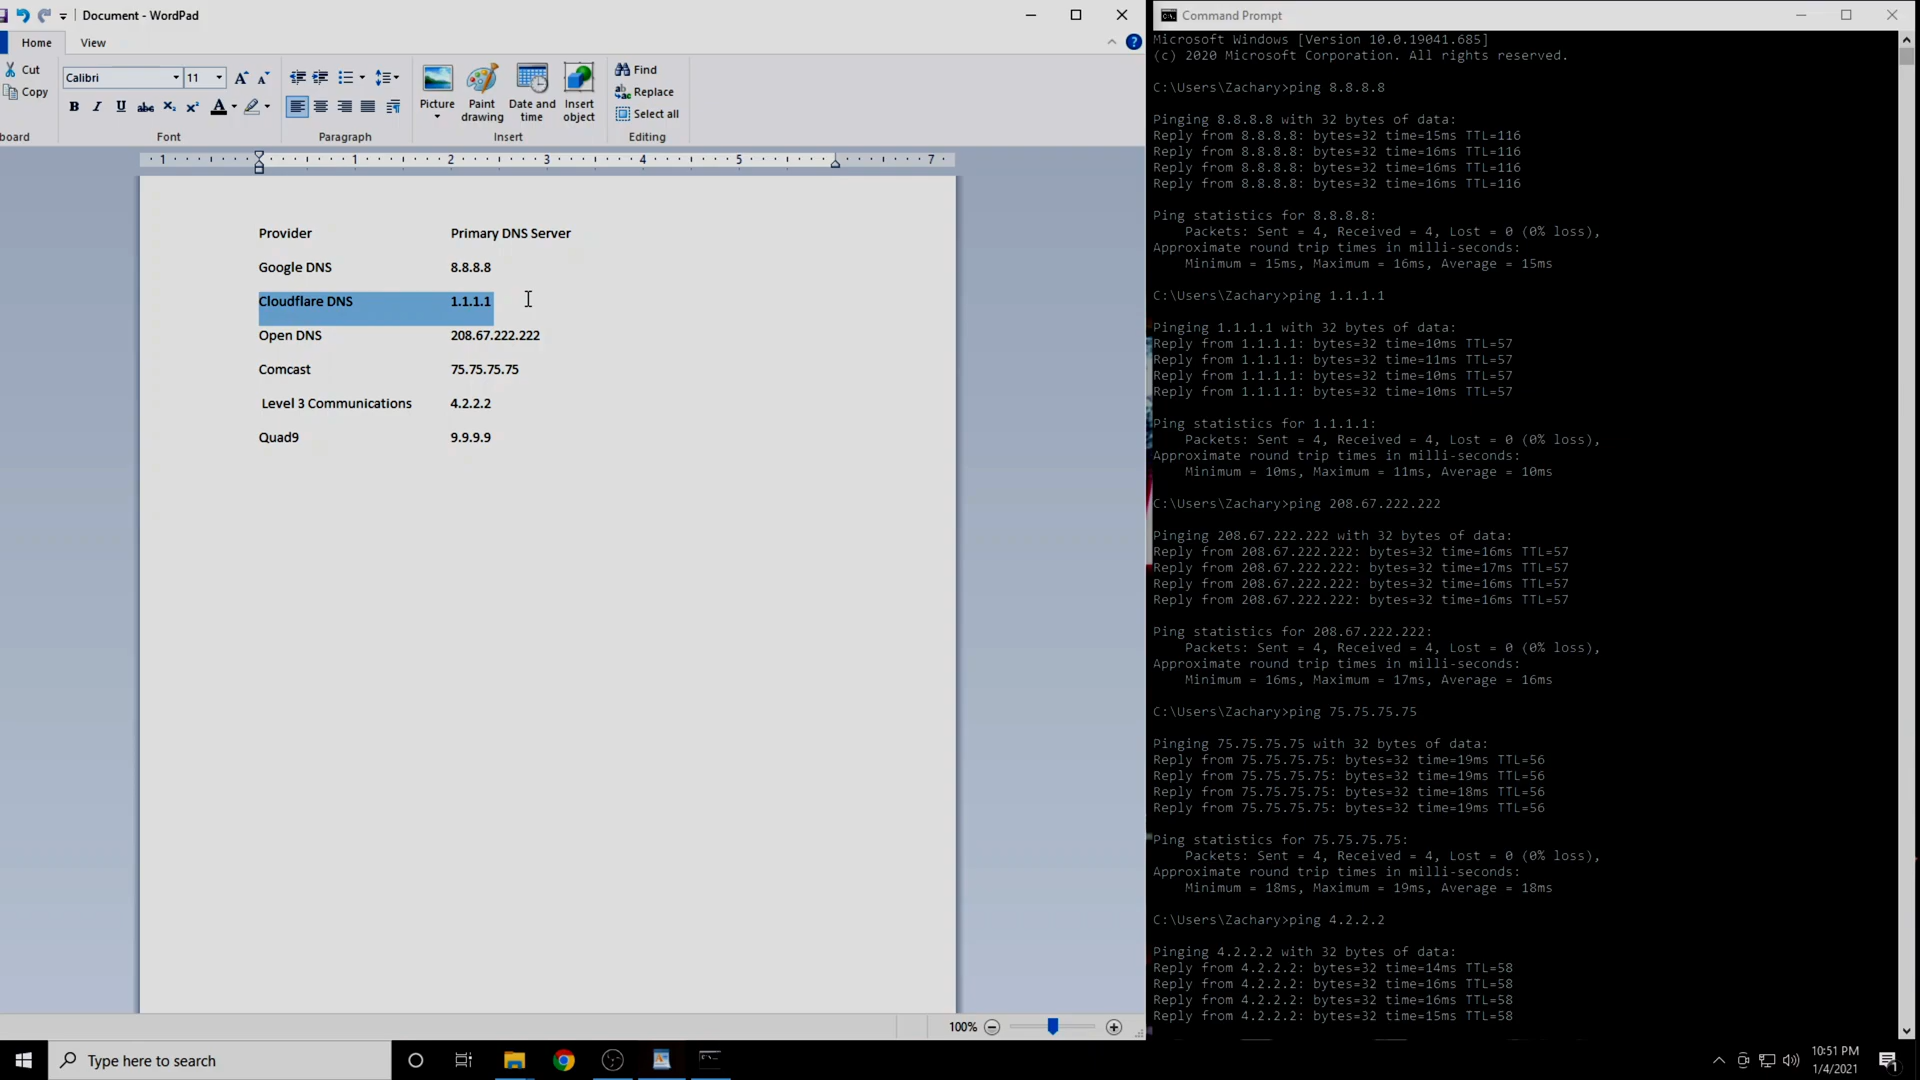 Document - WordPad
Home View
Cut
Copy
board
Calibri 11
Font
Paragraph
Picture
Paint drawing
Date and time
Insert object
Insert
Find
Replace
Select all
Editing
1 1 2 3 4 5 7
Provider Primary DNS Server
Google DNS 8.8.8.8
Cloudflare DNS 1.1.1.1
Open DNS 208.67.222.222
Comcast 75.75.75.75
Level 3 Communications 4.2.2.2
Quad9 9.9.9.9
100%
Command Prompt
Microsoft Windows [Version 10.0.19041.685]
(c) 2020 Microsoft Corporation. All rights reserved.
C:\Users\Zachary>ping 8.8.8.8
Pinging 8.8.8.8 with 32 bytes of data:
Reply from 8.8.8.8: bytes=32 time=15ms TTL=116
Reply from 8.8.8.8: bytes=32 time=16ms TTL=116
Reply from 8.8.8.8: bytes=32 time=16ms TTL=116
Reply from 8.8.8.8: bytes=32 time=16ms TTL=116
Ping statistics for 8.8.8.8:
Packets: Sent = 4, Received = 4, Lost = 0 (0% loss),
Approximate round trip times in milli-seconds:
Minimum = 15ms, Maximum = 16ms, Average = 15ms
C:\Users\Zachary>ping 1.1.1.1
Pinging 1.1.1.1 with 32 bytes of data:
Reply from 1.1.1.1: bytes=32 time=10ms TTL=57
Reply from 1.1.1.1: bytes=32 time=11ms TTL=57
Reply from 1.1.1.1: bytes=32 time=10ms TTL=57
Reply from 1.1.1.1: bytes=32 time=10ms TTL=57
Ping statistics for 1.1.1.1:
Packets: Sent = 4, Received = 4, Lost = 0 (0% loss),
Approximate round trip times in milli-seconds:
Minimum = 10ms, Maximum = 11ms, Average = 10ms
C:\Users\Zachary>ping 208.67.222.222
Pinging 208.67.222.222 with 32 bytes of data:
Reply from 208.67.222.222: bytes=32 time=16ms TTL=57
Reply from 208.67.222.222: bytes=32 time=17ms TTL=57
Reply from 208.67.222.222: bytes=32 time=16ms TTL=57
Reply from 208.67.222.222: bytes=32 time=16ms TTL=57
Ping statistics for 208.67.222.222:
Packets: Sent = 4, Received = 4, Lost = 0 (0% loss),
Approximate round trip times in milli-seconds:
Minimum = 16ms, Maximum = 17ms, Average = 16ms
C:\Users\Zachary>ping 75.75.75.75
Pinging 75.75.75.75 with 32 bytes of data:
Reply from 75.75.75.75: bytes=32 time=19ms TTL=56
Reply from 75.75.75.75: bytes=32 time=19ms TTL=56
Reply from 75.75.75.75: bytes=32 time=18ms TTL=56
Reply from 75.75.75.75: bytes=32 time=19ms TTL=56
Ping statistics for 75.75.75.75:
Packets: Sent = 4, Received = 4, Lost = 0 (0% loss),
Approximate round trip times in milli-seconds:
Minimum = 18ms, Maximum = 19ms, Average = 18ms
C:\Users\Zachary>ping 4.2.2.2
Pinging 4.2.2.2 with 32 bytes of data:
Reply from 4.2.2.2: bytes=32 time=14ms TTL=58
Reply from 4.2.2.2: bytes=32 time=16ms TTL=58
Reply from 4.2.2.2: bytes=32 time=16ms TTL=58
Reply from 4.2.2.2: bytes=32 time=15ms TTL=58
Type here to search
10:51 PM
1/4/2021